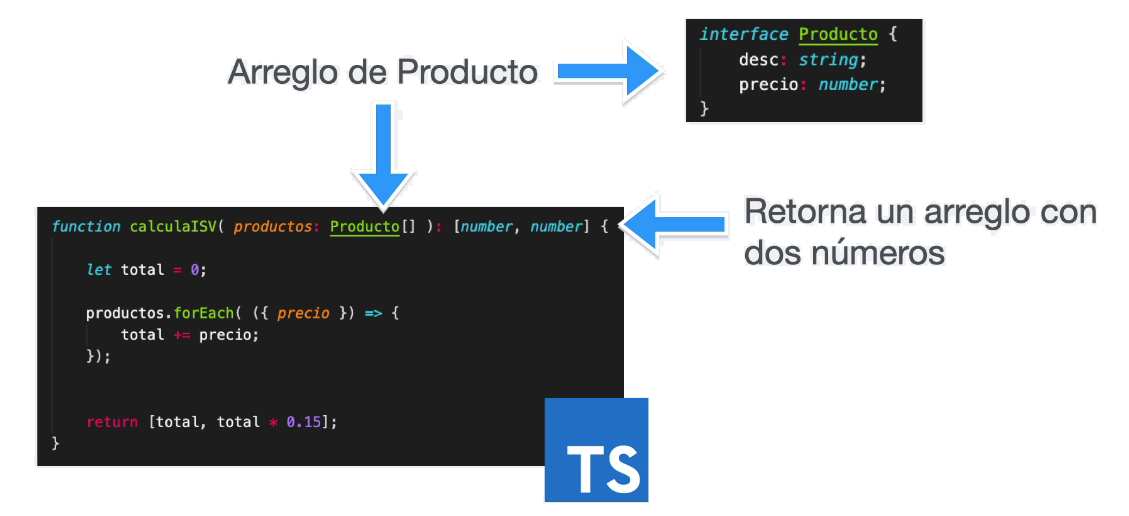 Arreglo de Producto
interface Producto {
desc: string;
precio: number;
}
function calculaISV( productos: Producto[] ): [number, number] {
let total = 0;
productos.forEach( ({ precio }) => {
total += precio;
});
return [total, total * 0.15];
}
Retorna un arreglo con
dos números
TS